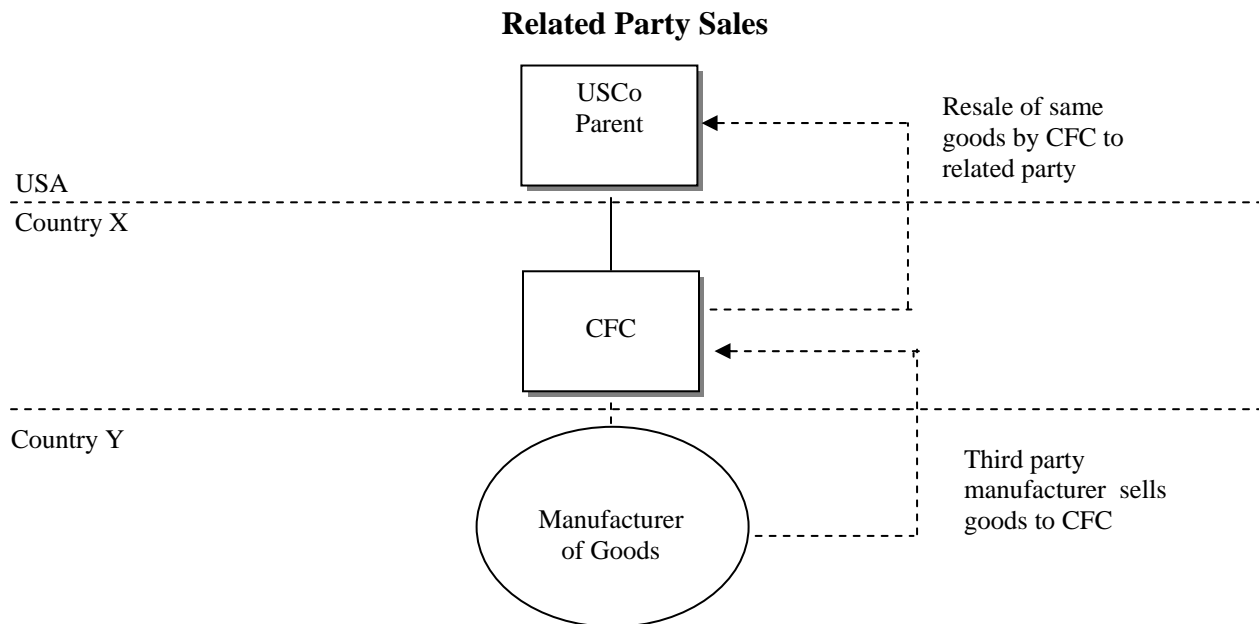 Related Party Sales
USCo
Parent
Resale of same
goods by CFC to
related party
USA
Country X
CFC
Country Y
Third party
manufacturer sells
goods to CFC
Manufacturer
of Goods